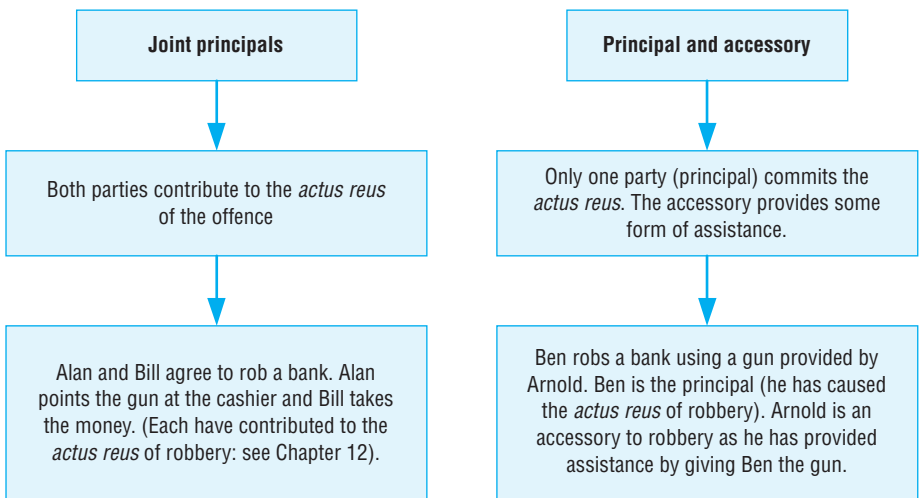 Joint principals
Both parties contribute to the actus reus
of the offence
Alan and Bill agree to rob a bank. Alan
points the gun at the cashier and Bill takes
the money. (Each have contributed to the
actus reus of robbery: see Chapter 12).
Principal and accessory
Only one party (principal) commits the
actus reus. The accessory provides some
form of assistance.
Ben robs a bank using a gun provided by
Arnold. Ben is the principal (he has caused
the actus reus of robbery). Arnold is an
accessory to robbery as he has provided
assistance by giving Ben the gun.